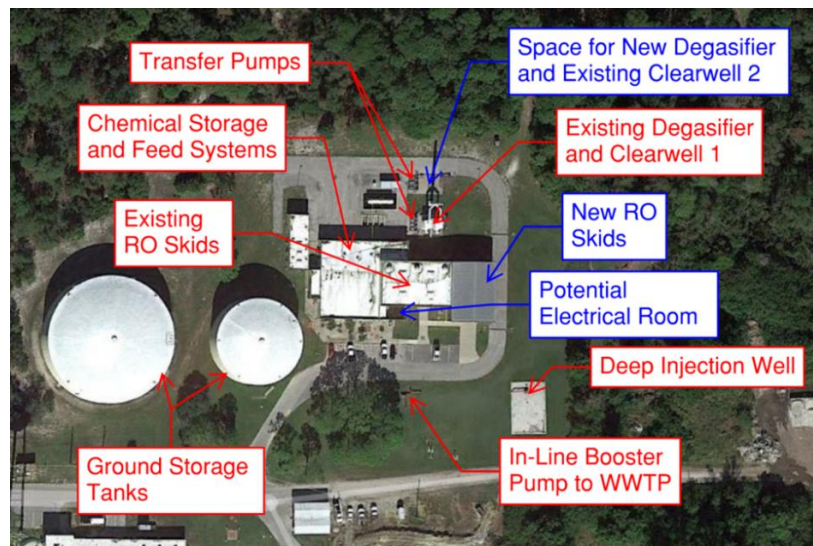 Transfer Pumps
Space for New Degasifier
and Existing Clearwell 2
Chemical Storage
and Feed Systems
Existing Degasifier
and Clearwell 1
Existing
RO Skids
New RO
Skids
Potential
Electrical Room
Deep Injection Well
Ground Storage
Tanks
In-Line Booster
Pump to WWTP